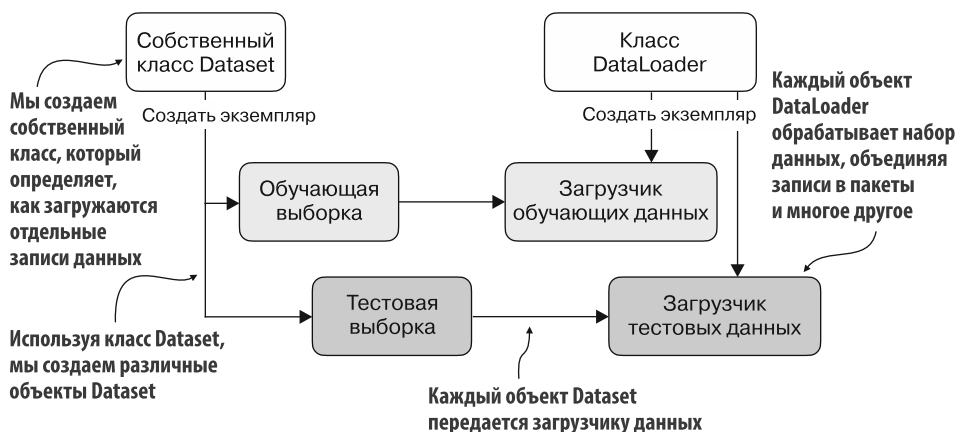 Собственный
класс Dataset
Класс
DataLoader
Мы создаем
собственный
класс, который
определяет,
как загружаются
отдельные
записи данных
Создать экземпляр
Создать экземпляр
Каждый объект
DataLoader
обрабатывает набор
данных, объединяя
записи в пакеты
и многое другое
Обучающая
выборка
Загрузчик
обучающих данных
Тестовая
выборка
Загрузчик
тестовых данных
Используя класс Dataset,
мы создаем различные
объекты Dataset
Каждый объект Dataset
передается загрузчику данных